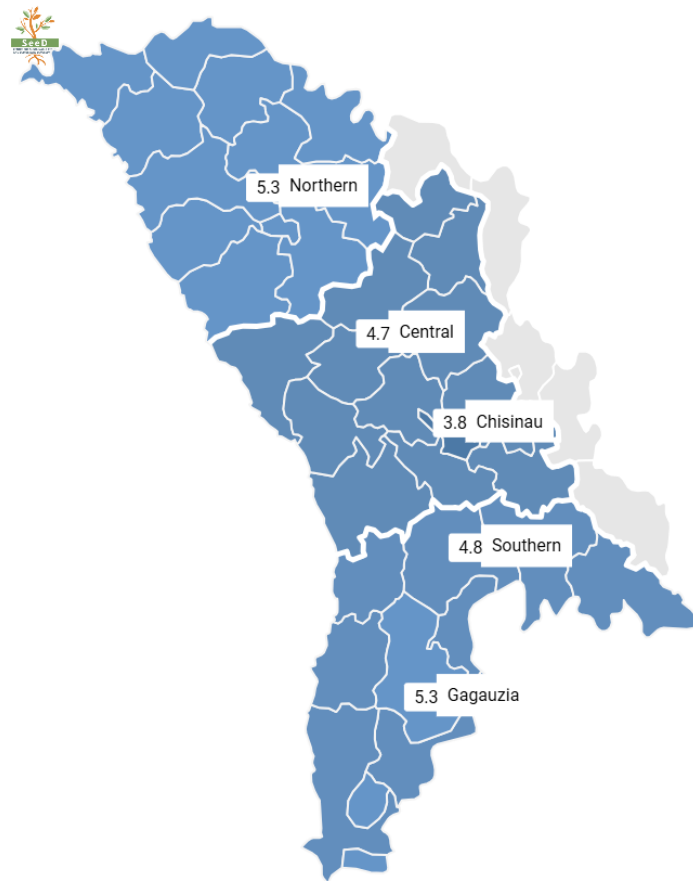 SeeD
5.3 Northern
4.7 Central
3.8 Chisinau
4.8 Southern
5.3 Gagauzia